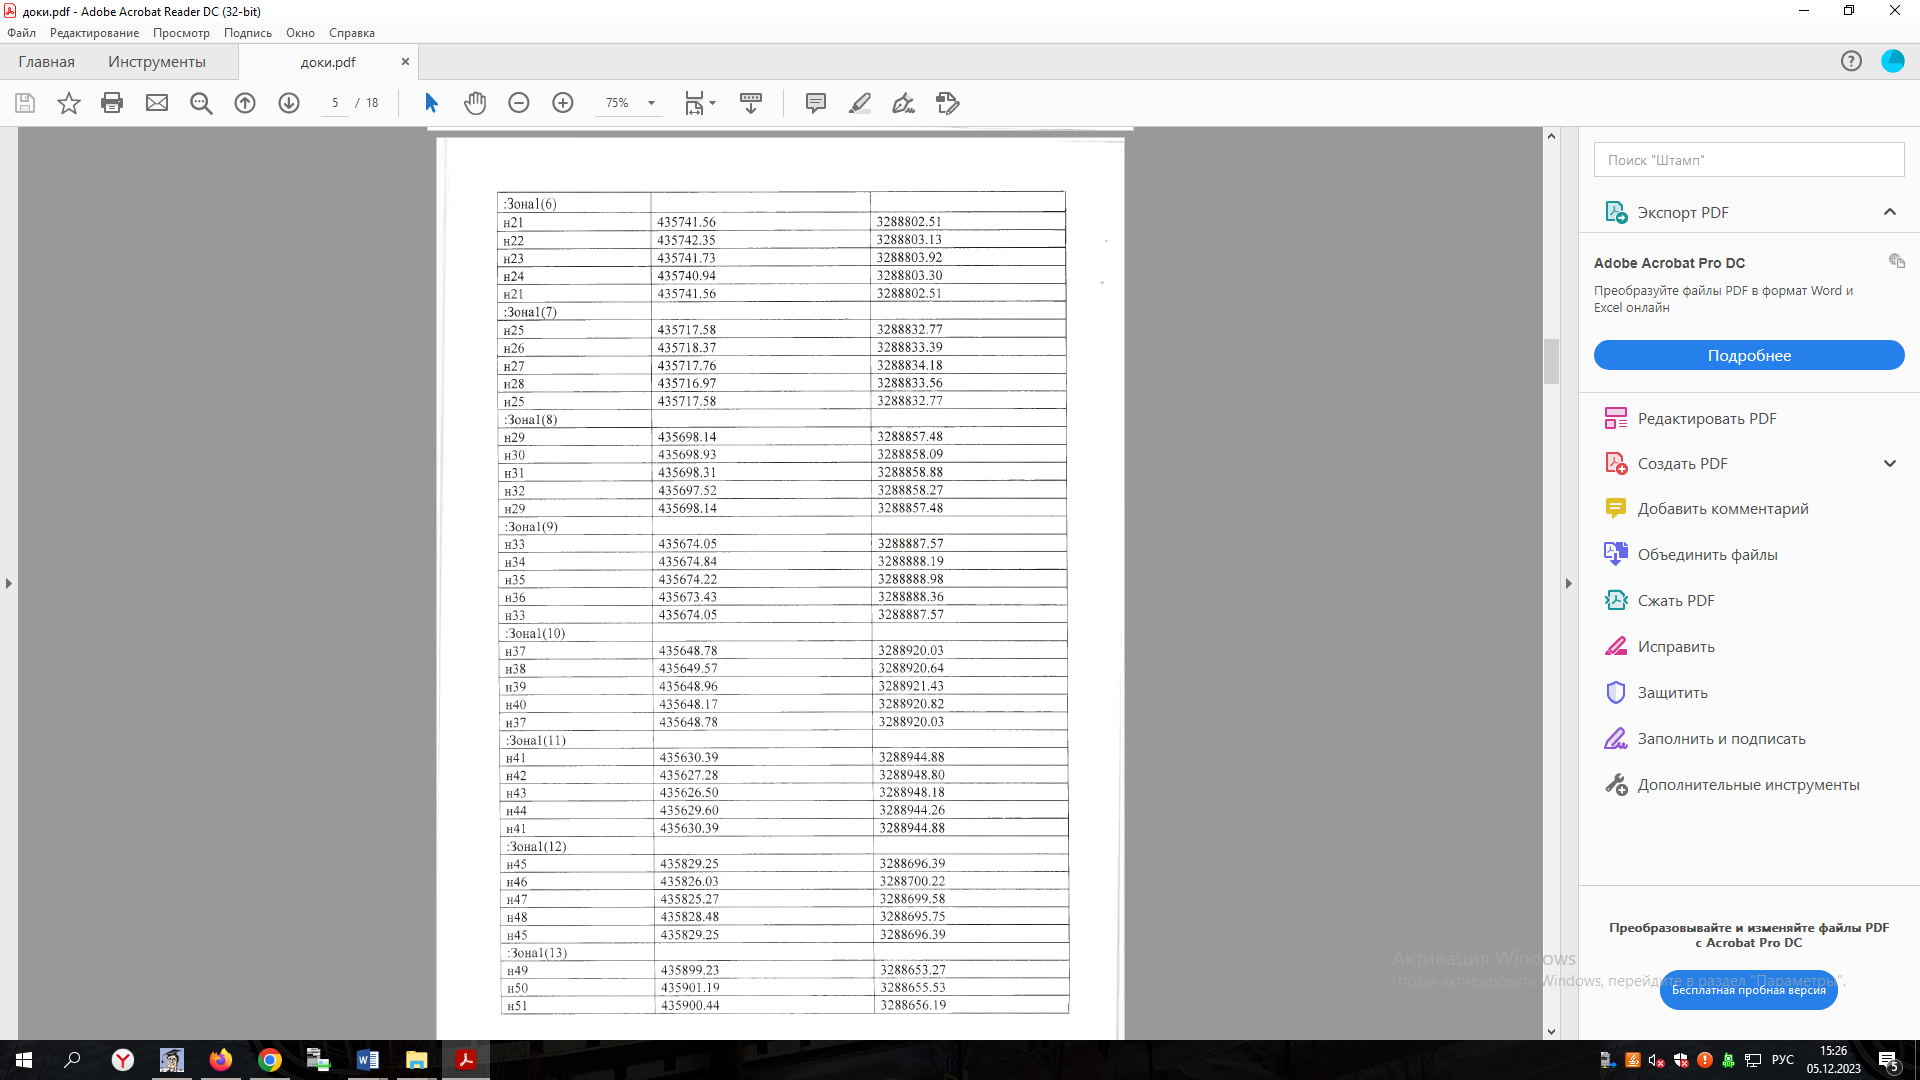 доки.pdf - Adobe Acrobat Reader DC (32-bit)
Файл Редактирование Просмотр Подпись Окно Справка
Главная Инструменты доки.pdf
5 / 18 75%
:Зона1(6)
н21 435741.56 3288802.51
н22 435742.35 3288803.13
н23 435741.73 3288803.92
н24 435740.94 3288803.30
н21 435741.56 3288802.51
:Зона1(7)
н25 435717.58 3288832.77
н26 435718.37 3288833.39
н27 435717.76 3288834.18
н28 435716.97 3288833.56
н25 435717.58 3288832.77
:Зона1(8)
н29 435698.14 3288857.48
н30 435698.93 3288858.09
н31 435698.31 3288858.88
н32 435697.52 3288858.27
н29 435698.14 3288857.48
:Зона1(9)
н33 435674.05 3288887.57
н34 435674.84 3288888.19
н35 435674.22 3288888.98
н36 435673.43 3288888.36
н33 435674.05 3288887.57
:Зона1(10)
н37 435648.78 3288920.03
н38 435649.57 3288920.64
н39 435648.96 3288921.43
н40 435648.17 3288920.82
н37 435648.78 3288920.03
:Зона1(11)
н41 435630.39 3288944.88
н42 435627.28 3288948.80
н43 435626.50 3288948.18
н44 435629.60 3288944.26
н41 435630.39 3288944.88
:Зона1(12)
н45 435829.25 3288696.39
н46 435826.03 3288700.22
н47 435825.27 3288699.58
н48 435828.48 3288695.75
н45 435829.25 3288696.39
:Зона1(13)
н49 435899.23 3288653.27
н50 435901.19 3288655.53
н51 435900.44 3288656.19
Поиск "Штамп"
Экспорт PDF
Adobe Acrobat Pro DC
Преобразуйте файлы PDF в формат Word и
Excel онлайн
Подробнее
Редактировать PDF
Создать PDF
Добавить комментарий
Объединить файлы
Сжать PDF
Исправить
Защитить
Заполнить и подписать
Дополнительные инструменты
Преобразовывайте и изменяйте файлы PDF
с Acrobat Pro DC
Бесплатная пробная версия
Активация Windows
Чтобы активировать Windows, перейдите в раздел "Параметры".
РУС
15:26
05.12.2023
5